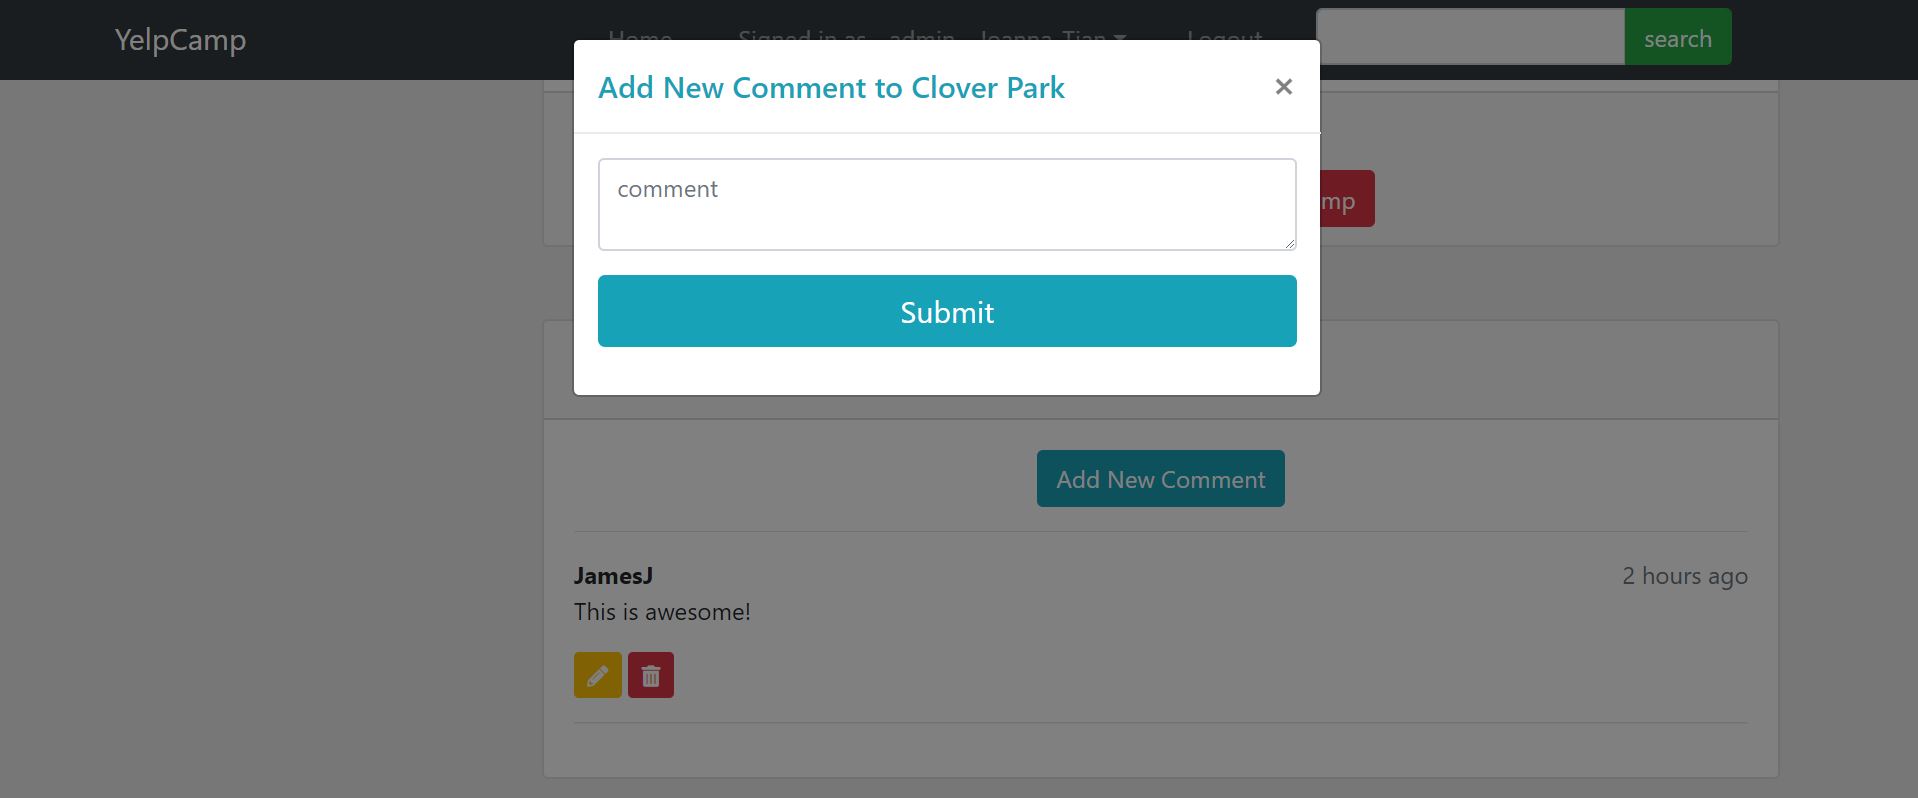 YelpCamp
Home Signed in as admin Joanna Tian Logout
search
Add New Comment to Clover Park
×
comment
mp
Submit
Add New Comment
JamesJ
2 hours ago
This is awesome!